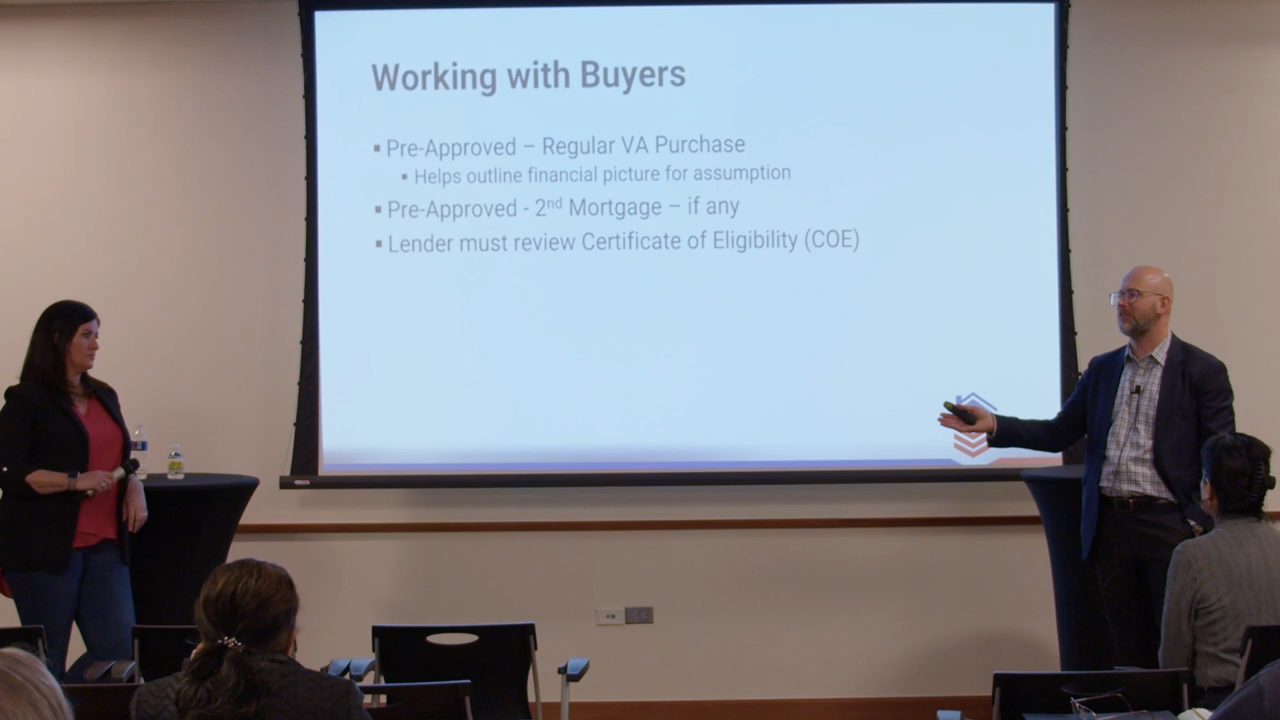 Working with Buyers
▪ Pre-Approved – Regular VA Purchase
▪ Helps outline financial picture for assumption
▪ Pre-Approved - 2nd Mortgage – if any
▪ Lender must review Certificate of Eligibility (COE)